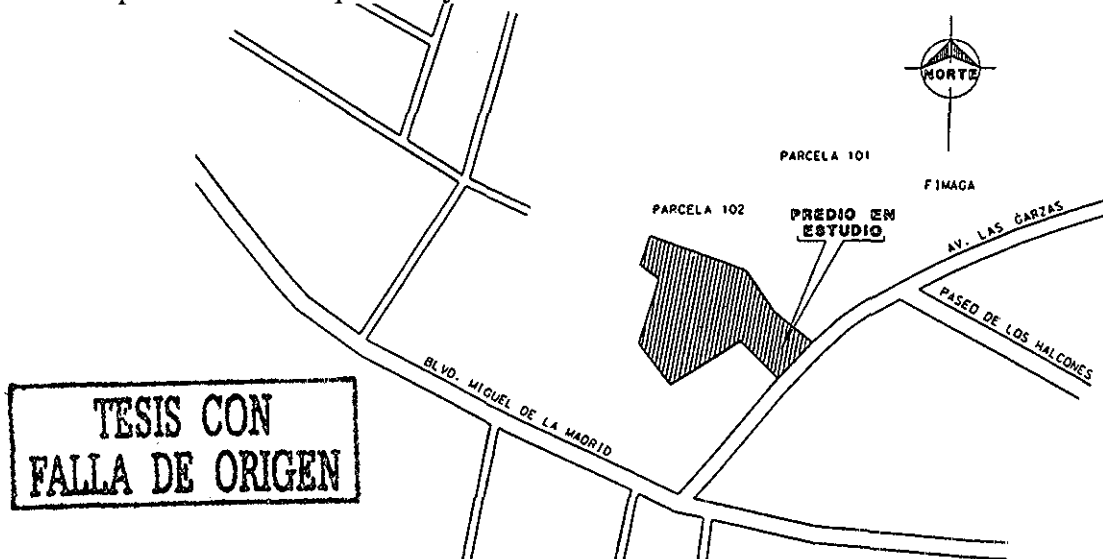 NORTE
PARCELA 101
FIMAGA
PARCELA 102
PREDIO EN
ESTUDIO
AV. LAS GARZAS
PASEO DE LOS HALCONES
BLVD. MIGUEL DE LA MADRID
TESIS CON
FALLA DE ORIGEN